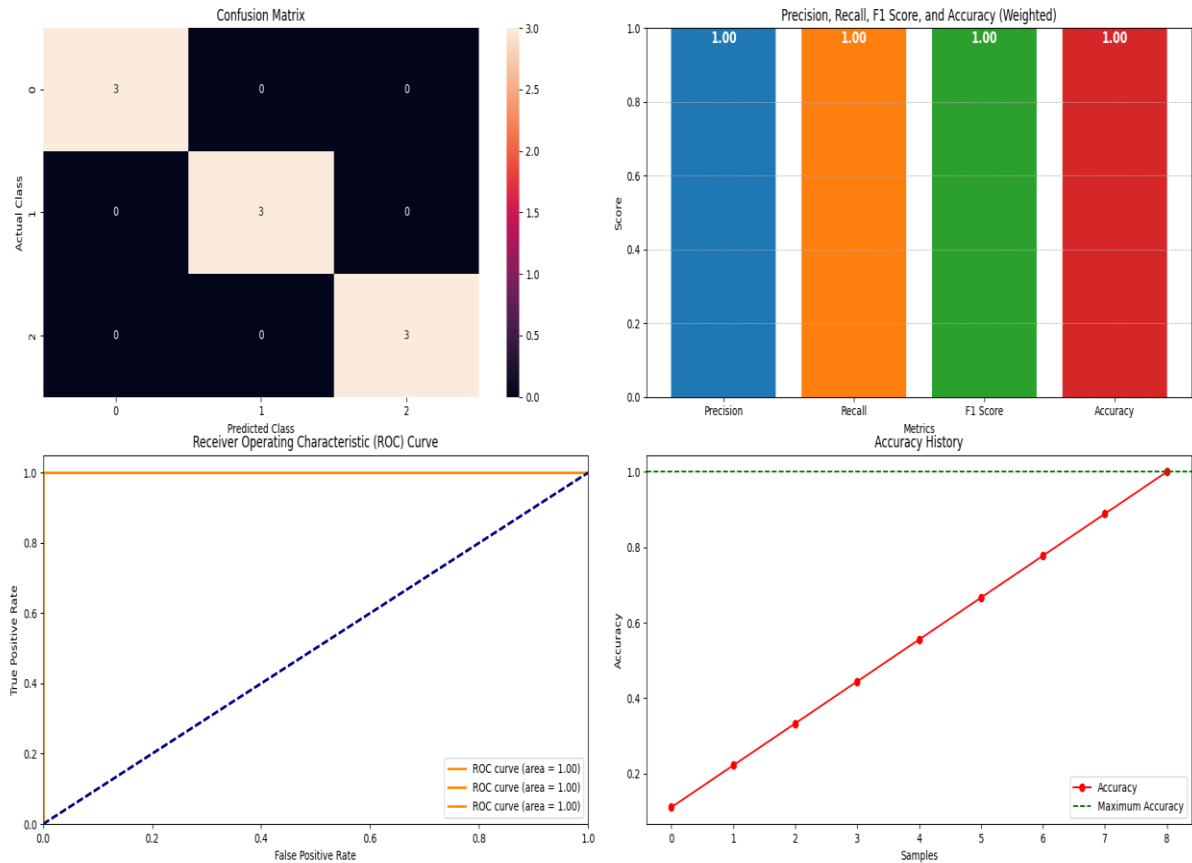 Confusion Matrix
Actual Class
0
1
2
3 0 0
0 3 0
0 0 3
0 1 2
Predicted Class
3.0
2.5
2.0
1.5
1.0
0.5
0.0
Precision, Recall, F1 Score, and Accuracy (Weighted)
Score
1.0
0.8
0.6
0.4
0.2
0.0
1.00 1.00 1.00 1.00
Precision Recall F1 Score Accuracy
Metrics
Receiver Operating Characteristic (ROC) Curve
True Positive Rate
1.0
0.8
0.6
0.4
0.2
0.0
ROC curve (area = 1.00)
ROC curve (area = 1.00)
ROC curve (area = 1.00)
0.0 0.2 0.4 0.6 0.8 1.0
False Positive Rate
Accuracy History
Accuracy
1.0
0.8
0.6
0.4
0.2
Accuracy
Maximum Accuracy
0 1 2 3 4 5 6 7 8
Samples